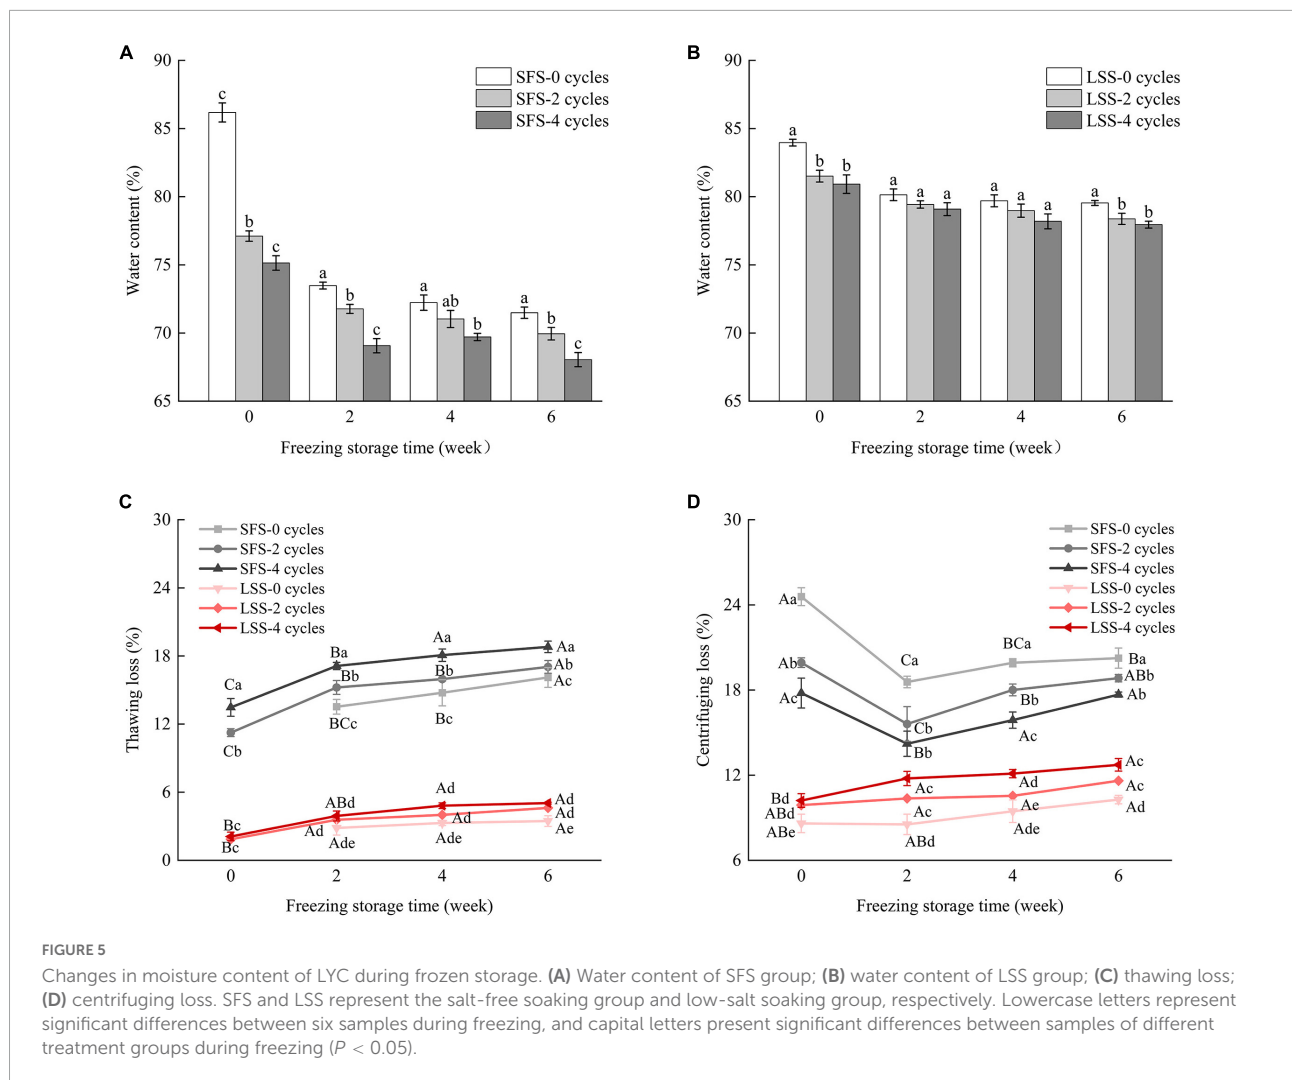 A
90
85
80
75
70
65
Water content (%)
SFS-0 cycles
SFS-2 cycles
SFS-4 cycles
c
b
c
a
b
c
a
ab
b
a
b
c
0 2 4 6
Freezing storage time (week）
B
90
85
80
75
70
65
Water content (%)
LSS-0 cycles
LSS-2 cycles
LSS-4 cycles
a
b
b
a
a
a
a
a
a
a
b
b
0 2 4 6
Freezing storage time (week）
C
30
24
18
12
6
0
Thawing loss (%)
SFS-0 cycles
SFS-2 cycles
SFS-4 cycles
LSS-0 cycles
LSS-2 cycles
LSS-4 cycles
Ca
Cb
Ba
Bb
BCc
Aa
Bb
Bc
Aa
Ab
Ac
Bc
Bc
ABd
Ad
Ade
Ad
Ad
Ade
Ad
Ad
Ae
0 2 4 6
Freezing storage time (week)
D
30
24
18
12
6
Centrifuging loss (%)
SFS-0 cycles
SFS-2 cycles
SFS-4 cycles
LSS-0 cycles
LSS-2 cycles
LSS-4 cycles
Aa
Ab
Ac
Ca
Cb
Bb
BCa
Bb
Ac
Ba
ABb
Ab
Bd
ABd
ABe
Ac
Ac
ABd
Ad
Ae
Ade
Ac
Ac
Ad
0 2 4 6
Freezing storage time (week)
FIGURE 5
Changes in moisture content of LYC during frozen storage. (A) Water content of SFS group; (B) water content of LSS group; (C) thawing loss;
(D) centrifuging loss. SFS and LSS represent the salt-free soaking group and low-salt soaking group, respectively. Lowercase letters represent
significant differences between six samples during freezing, and capital letters present significant differences between samples of different
treatment groups during freezing (P < 0.05).